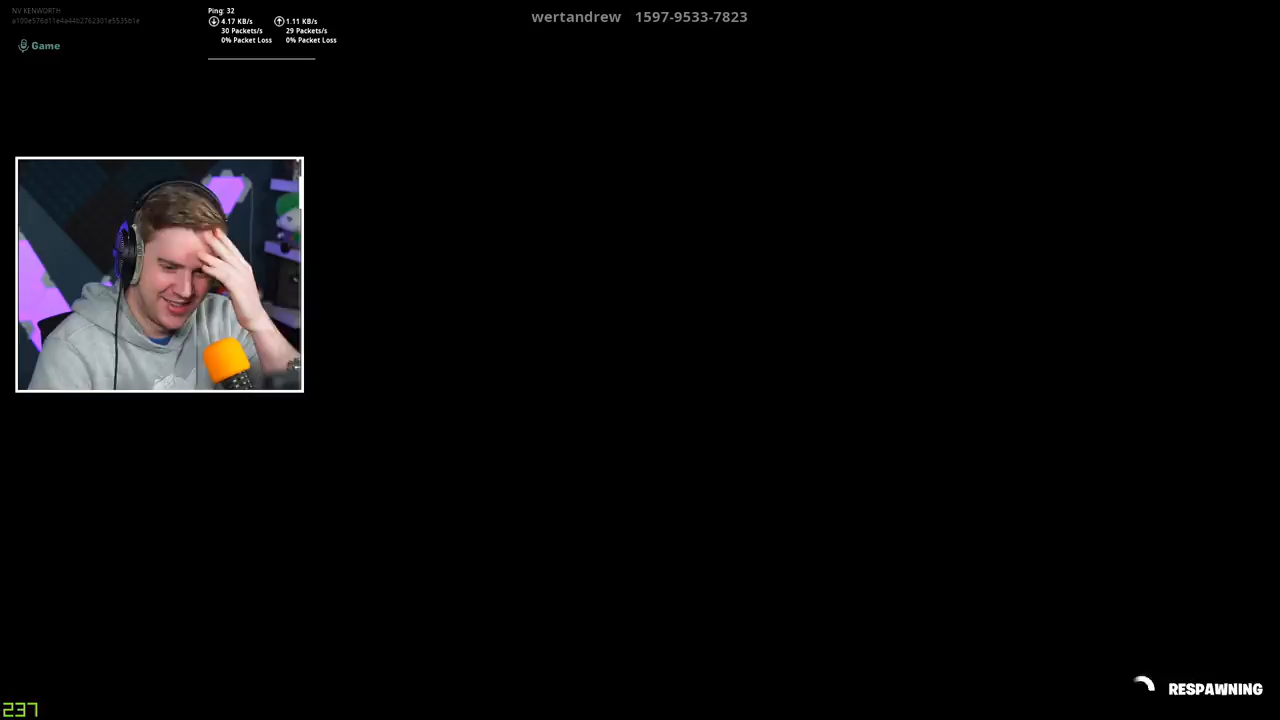 NV KENWORTH
Ping: 32
4.17 KB/s
1.11 KB/s
30 Packets/s
29 Packets/s
0% Packet Loss
0% Packet Loss
wertandrew 1597-9533-7823
Game
RESPAWNING
237